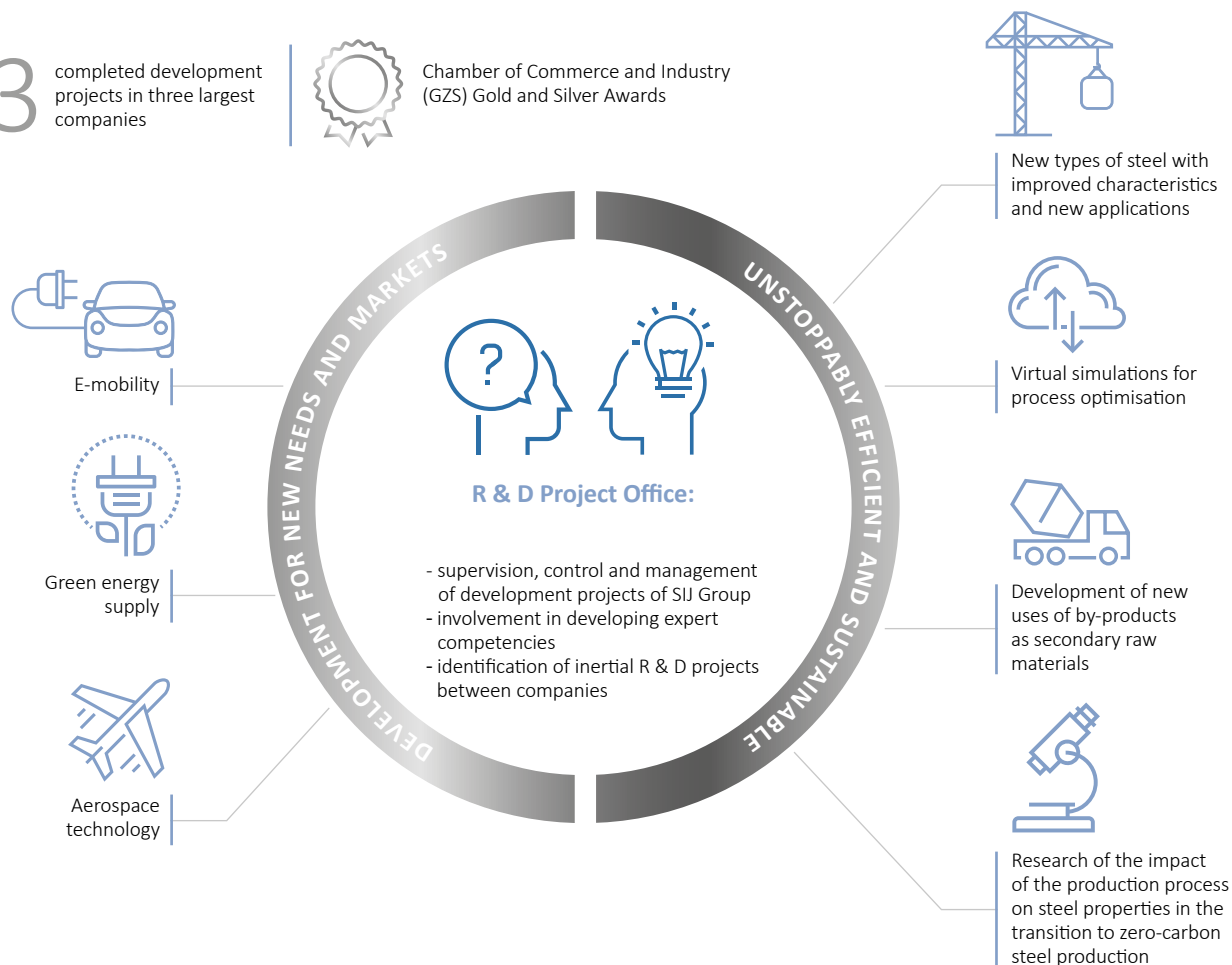 3
completed development
projects in three largest
companies
Chamber of Commerce and Industry
(GZS) Gold and Silver Awards
DEVELOPMENT FOR NEW NEEDS AND MARKETS
E-mobility
Green energy
supply
Aerospace
technology
?
R & D Project Office:
- supervision, control and management
of development projects of SIJ Group
- involvement in developing expert
competencies
- identification of inertial R & D projects
between companies
UNSTOPPABLY EFFICIENT AND SUSTAINABLE
New types of steel with
improved characteristics
and new applications
Virtual simulations for
process optimisation
Development of new
uses of by-products
as secondary raw
materials
Research of the impact
of the production process
on steel properties in the
transition to zero-carbon
steel production